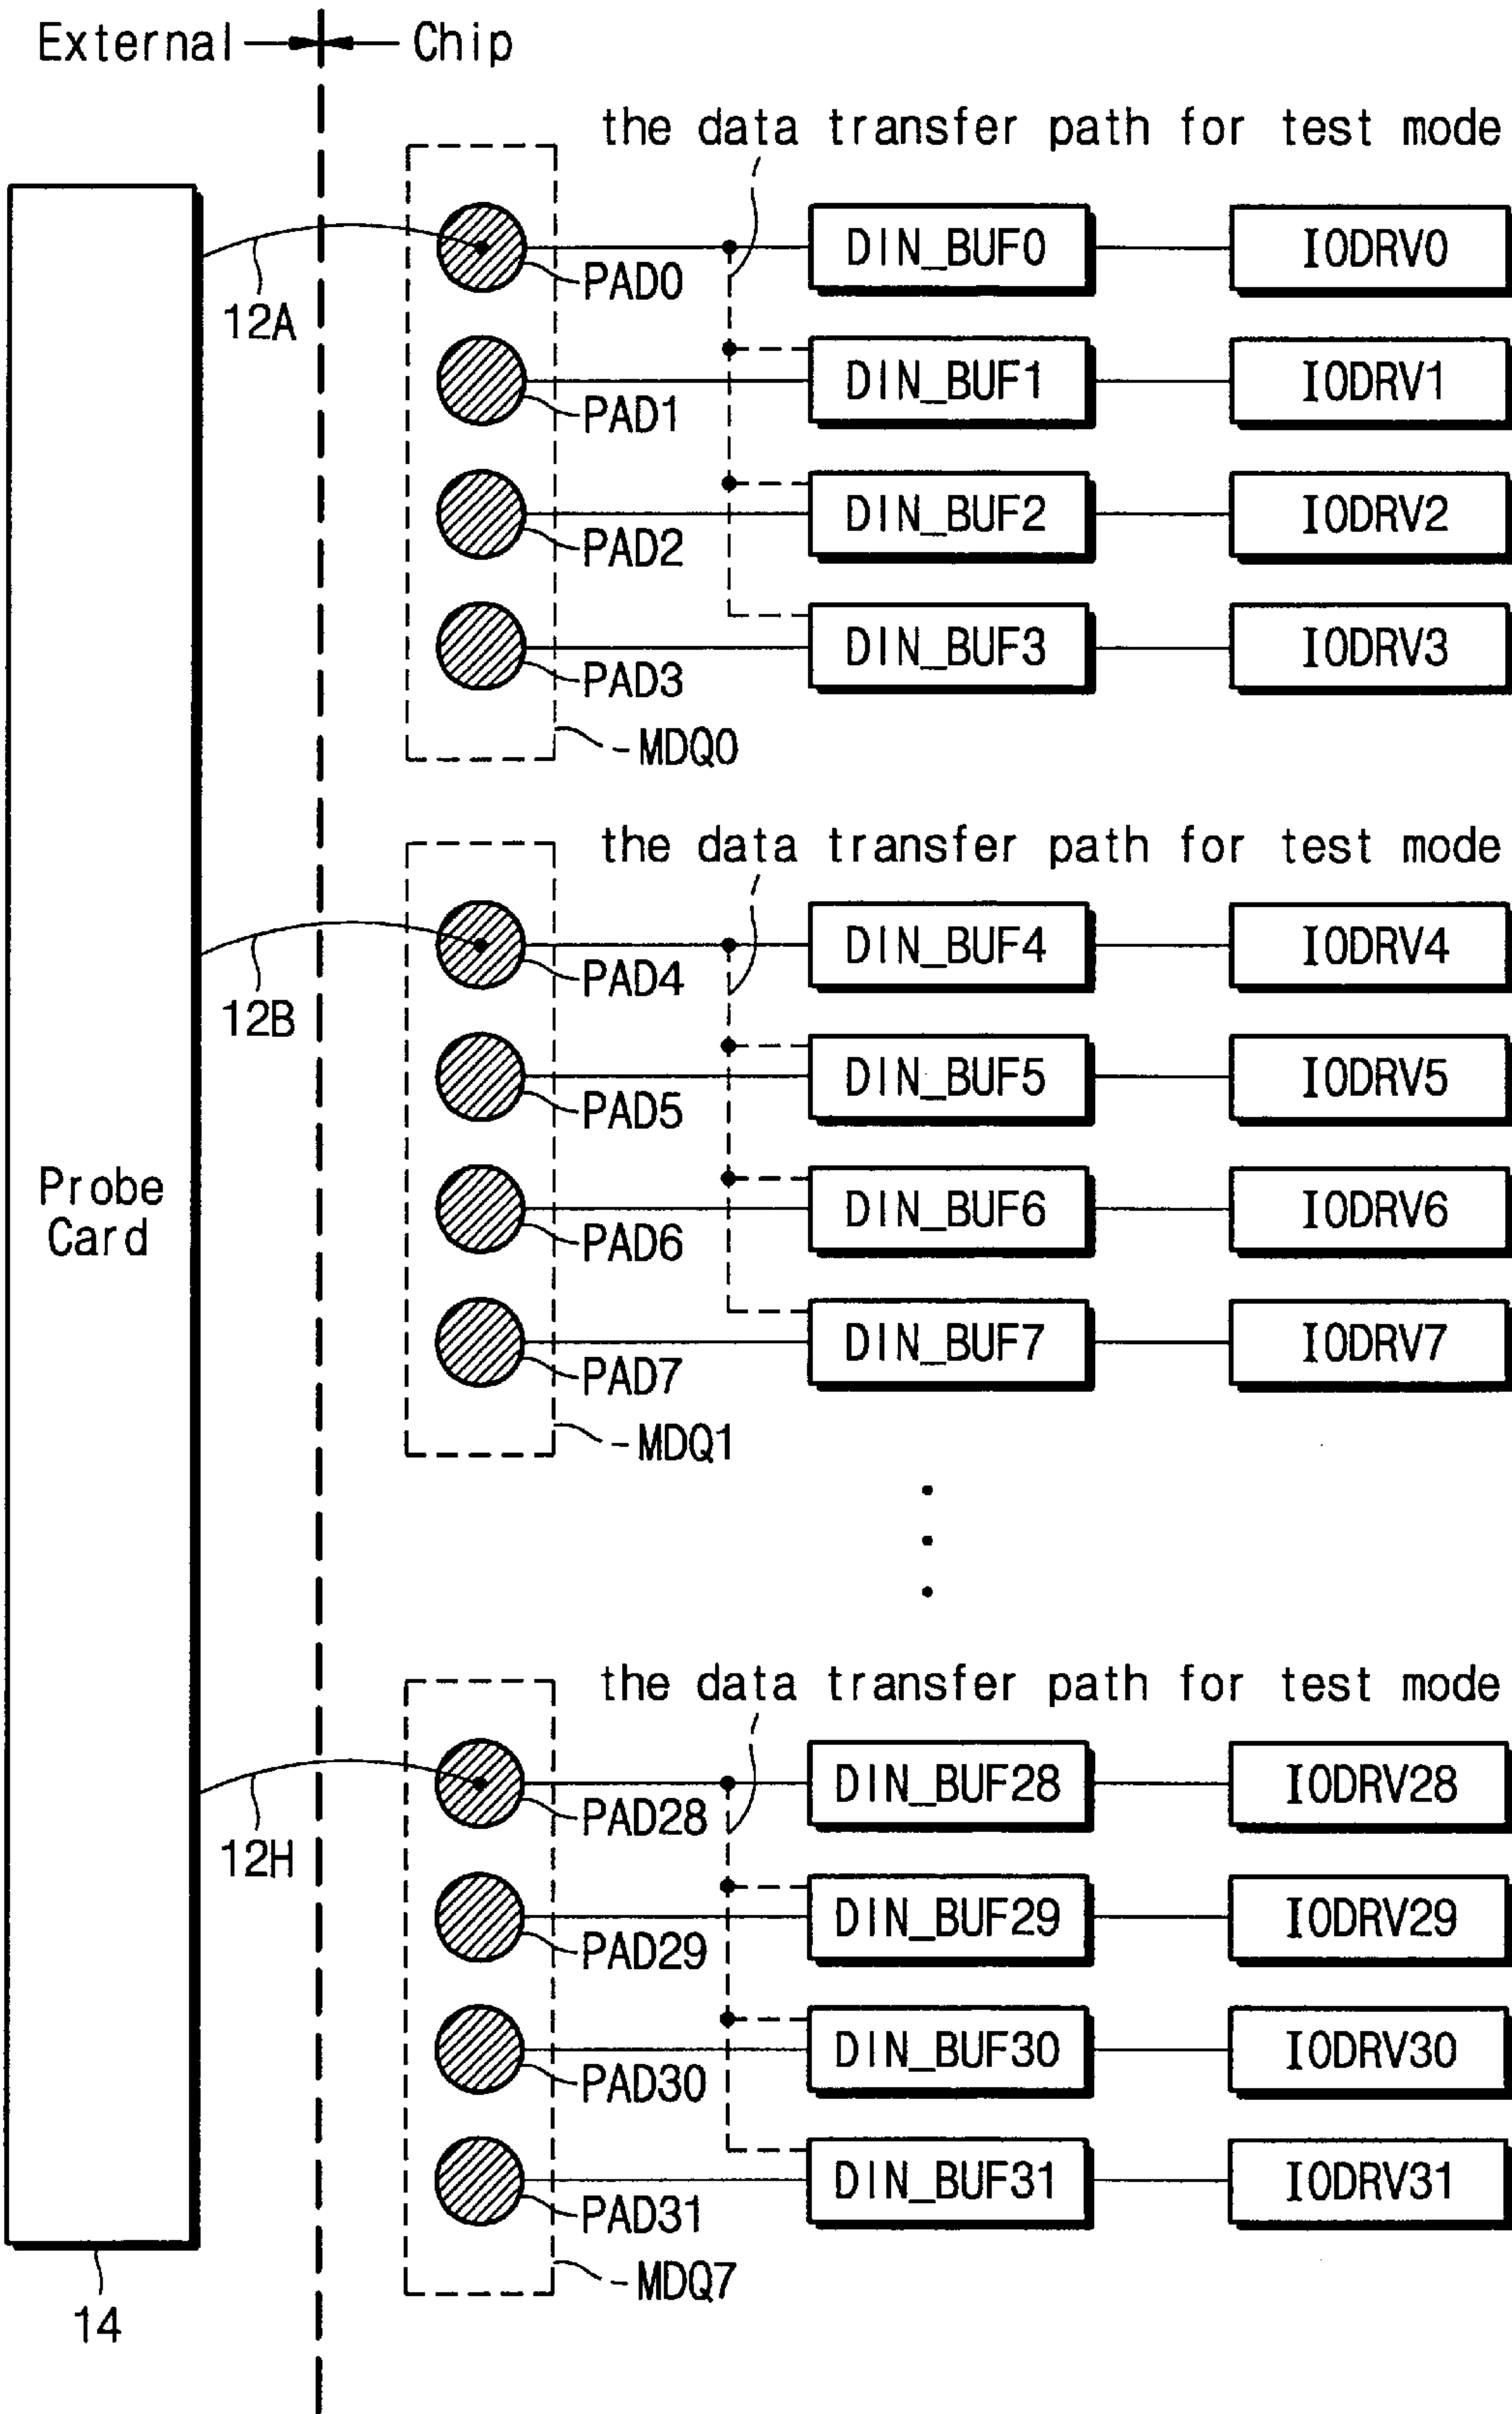 External
Chip
the data transfer path for test mode
DIN_BUF0
IODRV0
PAD0
12A
DIN_BUF1
IODRV1
PAD1
DIN_BUF2
IODRV2
PAD2
DIN_BUF3
IODRV3
PAD3
MDQ0
the data transfer path for test mode
DIN_BUF4
IODRV4
PAD4
12B
DIN_BUF5
IODRV5
PAD5
Probe
Card
DIN_BUF6
IODRV6
PAD6
DIN_BUF7
IODRV7
PAD7
MDQ1
the data transfer path for test mode
DIN_BUF28
IODRV28
PAD28
12H
DIN_BUF29
IODRV29
PAD29
DIN_BUF30
IODRV30
PAD30
DIN_BUF31
IODRV31
PAD31
MDQ7
14